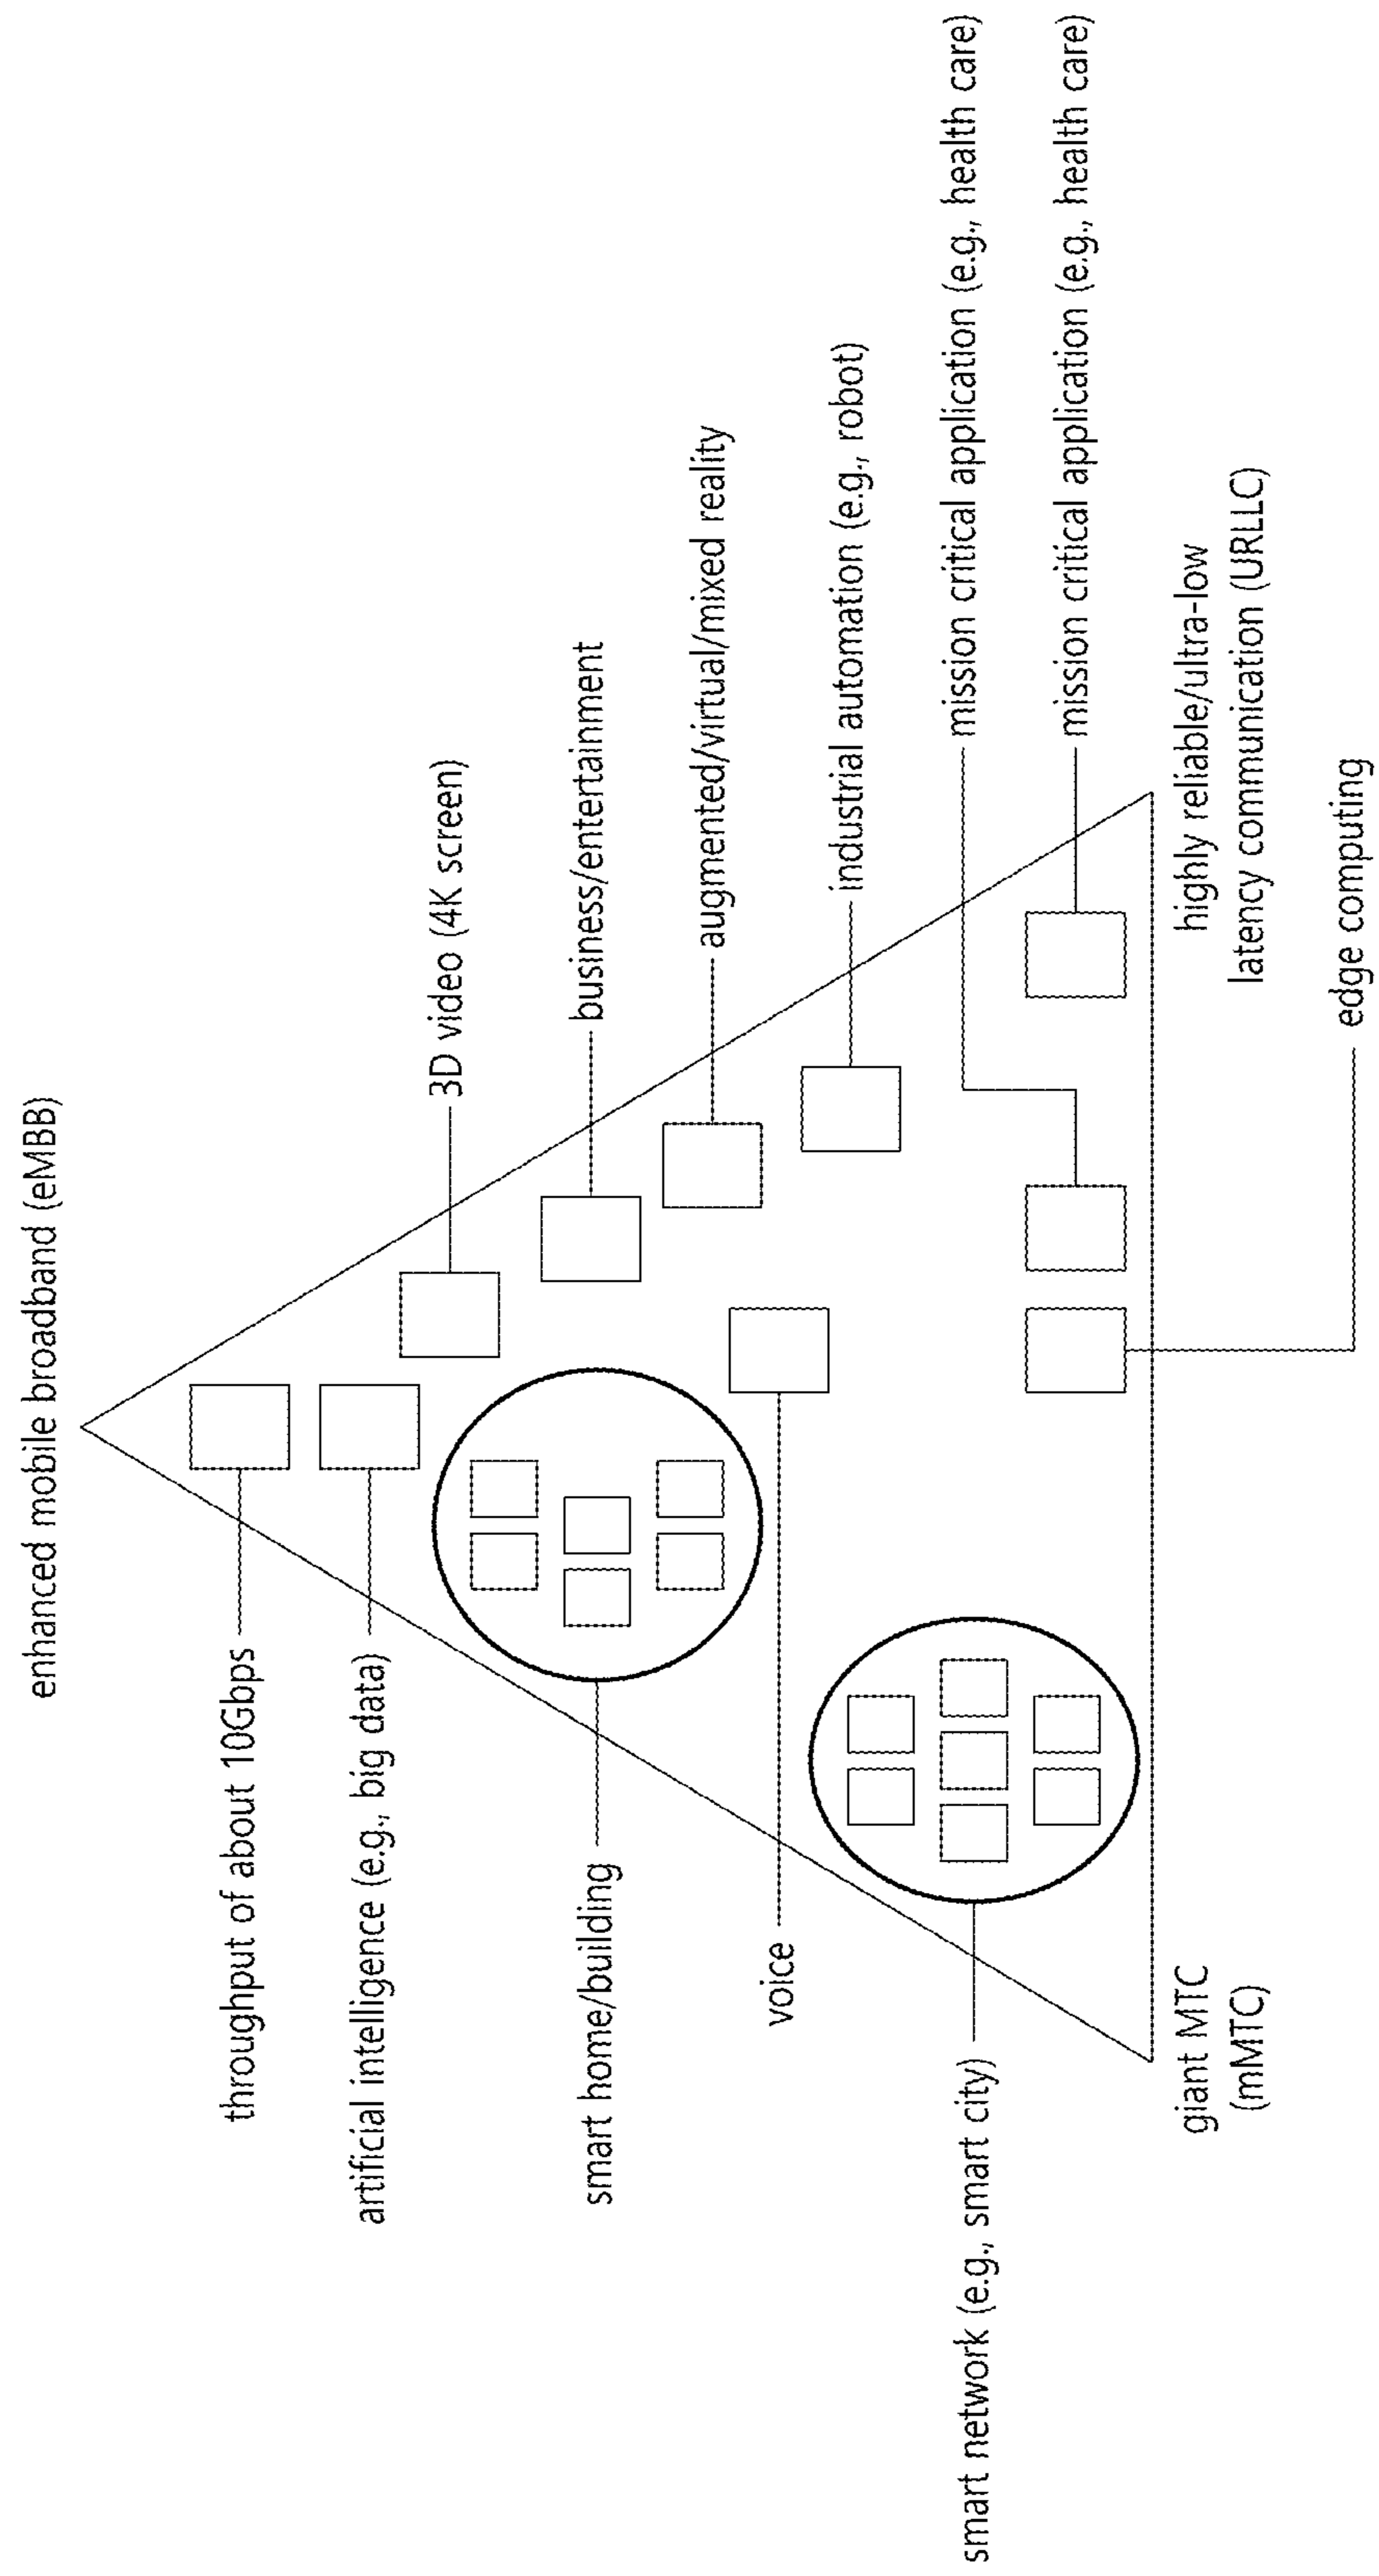 enhanced mobile broadband (eMBB)
throughput of about 10Gbps
artificial intelligence (e.g., big data)
3D video (4K screen)
smart home/building
business/entertainment
augmented/virtual/mixed reality
voice
industrial automation (e.g., robot)
smart network (e.g., smart city)
mission critical application (e.g., health care)
mission critical application (e.g., health care)
giant MTC
(mMTC)
highly reliable/ultra-low
latency communication (URLLC)
edge computing